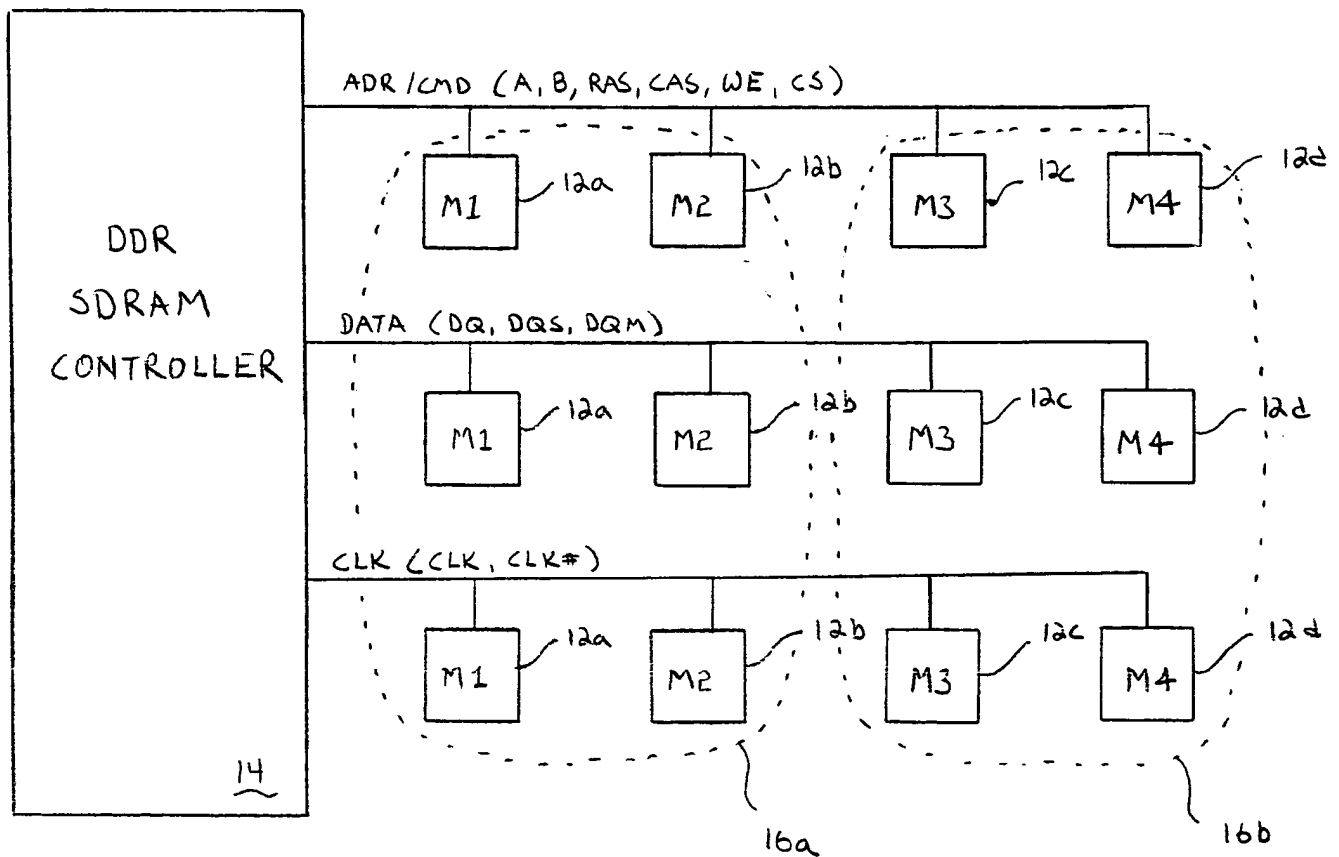 ADR/CMD (A, B, RAS, CAS, WE, CS)
M1 12a M2 12b M3 12c M4 12d
DDR
SDRAM
CONTROLLER
DATA (DQ, DQS, DQM)
M1 12a M2 12b M3 12c M4 12d
CLK (CLK, CLK#)
M1 12a M2 12b M3 12c M4 12d
14
16a 16b